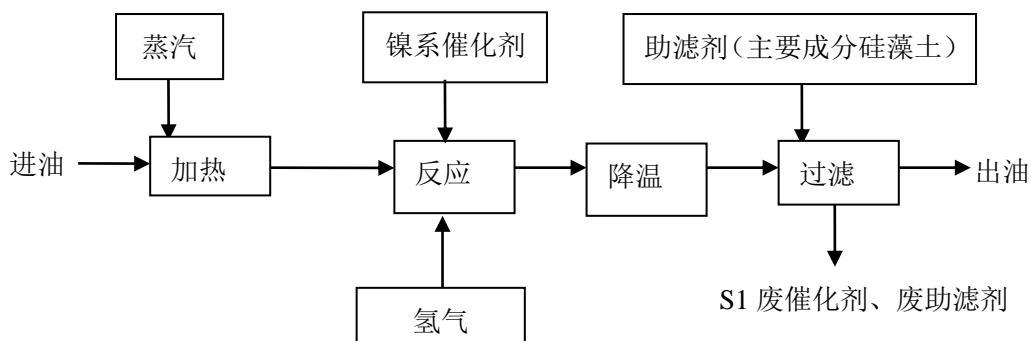 蒸汽
镍系催化剂
助滤剂（主要成分硅藻土）
进油
加热
反应
降温
过滤
出油
S1 废催化剂、废助滤剂
氢气